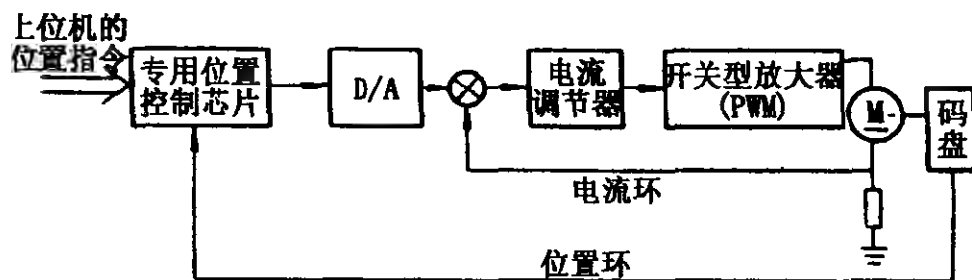 上位机的
位置指令
专用位置
控制芯片
D/A
电流
调节器
开关型放大器
(PWM)
M
码
盘
电流环
位置环